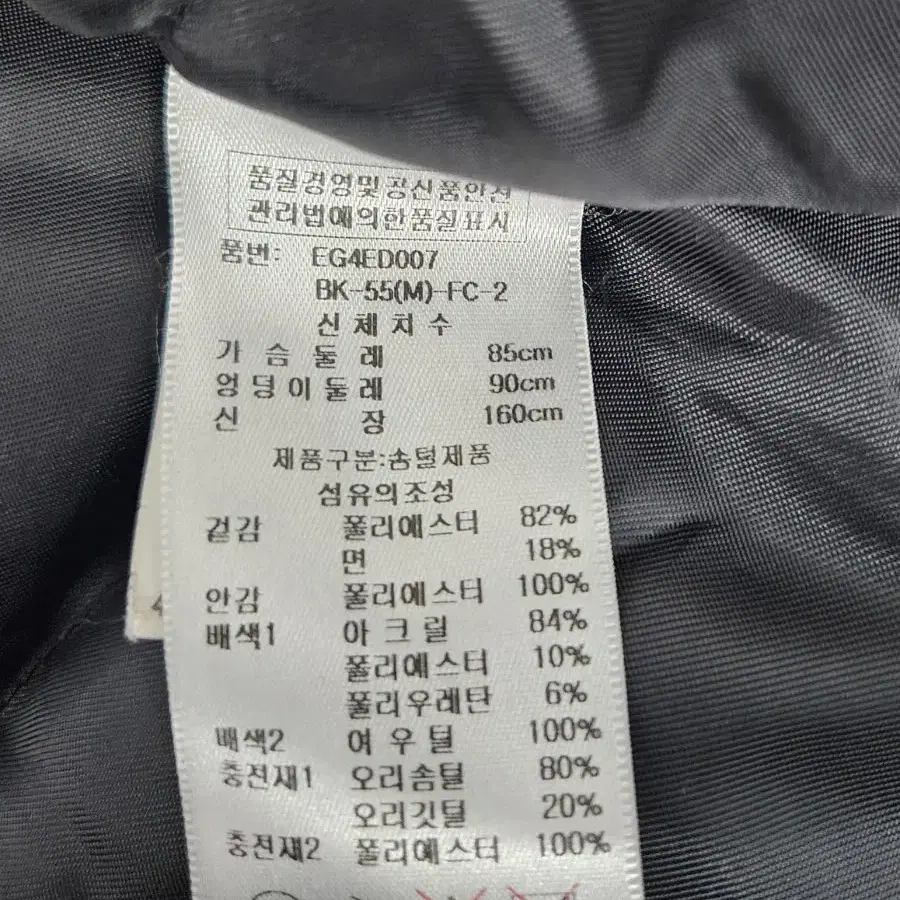 품질경영및 공산품안전
관리법에의한품질표시
품번: EG4ED007
BK-55(M)-FC-2
신 체 치 수
가 슴 둘 레 85cm
엉 덩 이 둘 레 90cm
신 장 160cm
제품구분:솜털제품
섬유의조성
겉감 폴리에스터 82%
면 18%
안감 폴리에스터 100%
배색1 아 크 릴 84%
폴리에스터 10%
폴리우레탄 6%
배색2 여 우 털 100%
충전재1 오리솜털 80%
오리깃털 20%
충전재2 폴리에스터 100%
4